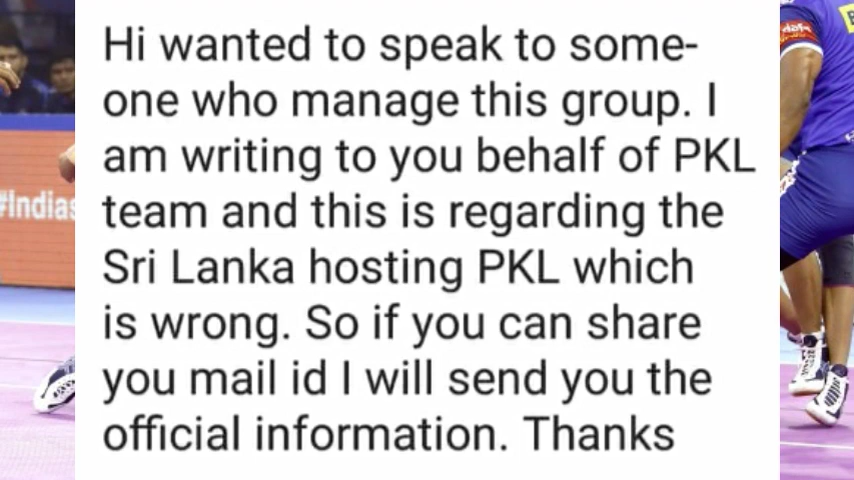 Hi wanted to speak to some-
one who manage this group. I
am writing to you behalf of PKL
team and this is regarding the
Sri Lanka hosting PKL which
is wrong. So if you can share
you mail id I will send you the
official information. Thanks
#Indias